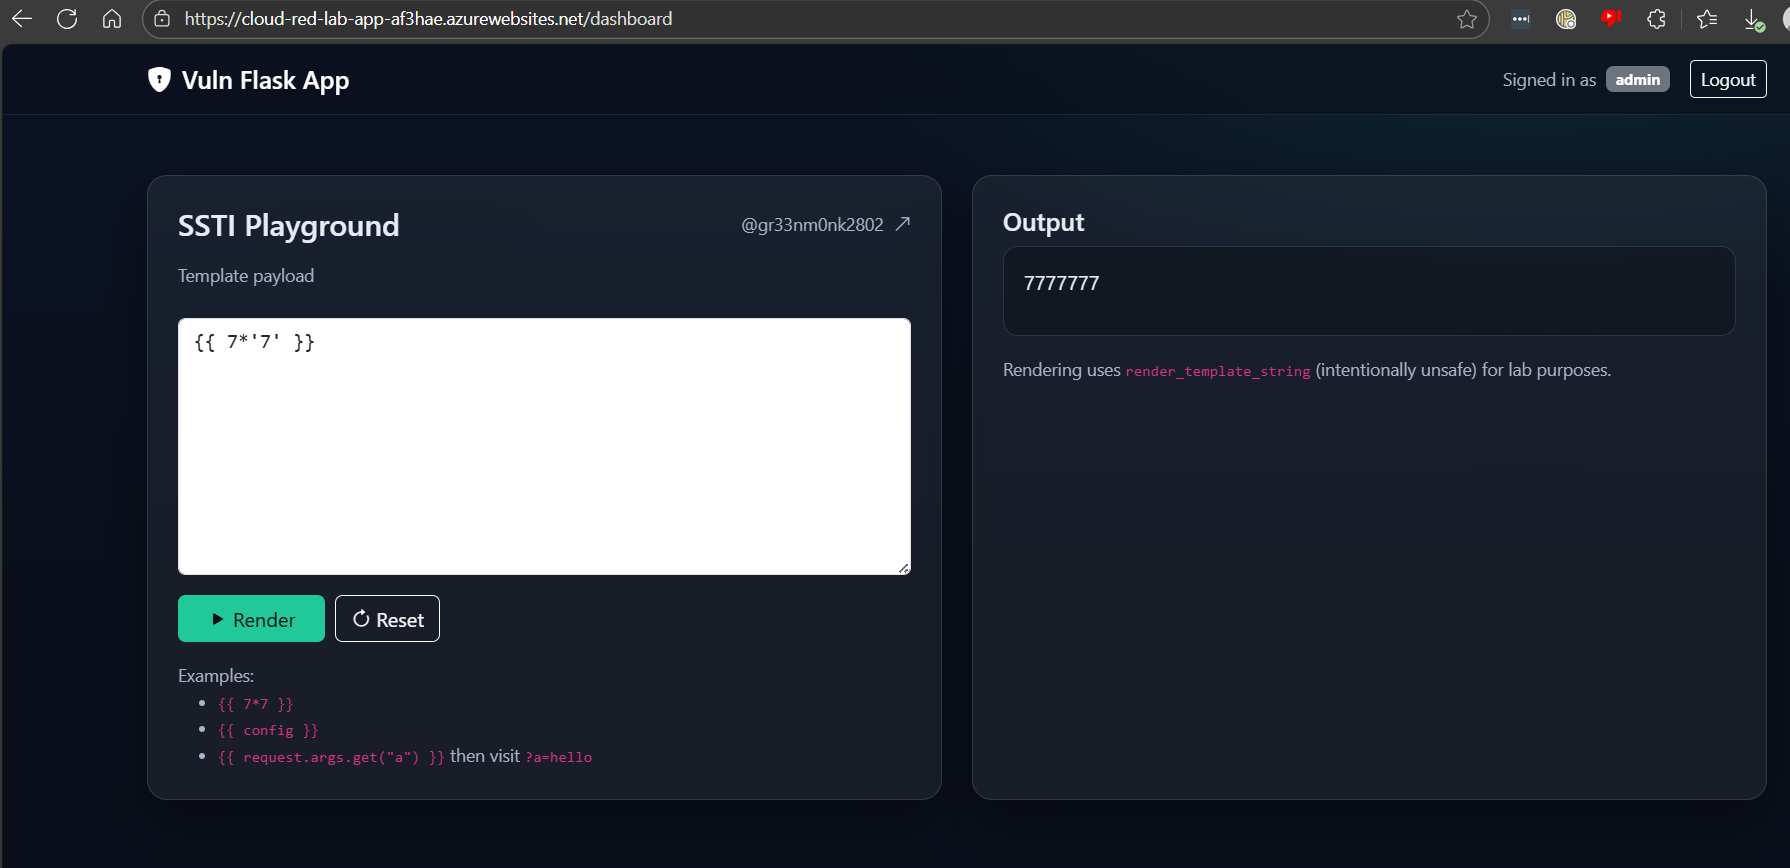 https://cloud-red-lab-app-af3hae.azurewebsites.net/dashboard
Vuln Flask App
Signed in as admin Logout
SSTI Playground
@gr33nm0nk2802
Template payload
{{ 7*'7' }}
Render
Reset
Examples:
{{ 7*7 }}
{{ config }}
{{ request.args.get("a") }} then visit ?a=hello
Output
7777777
Rendering uses render_template_string (intentionally unsafe) for lab purposes.